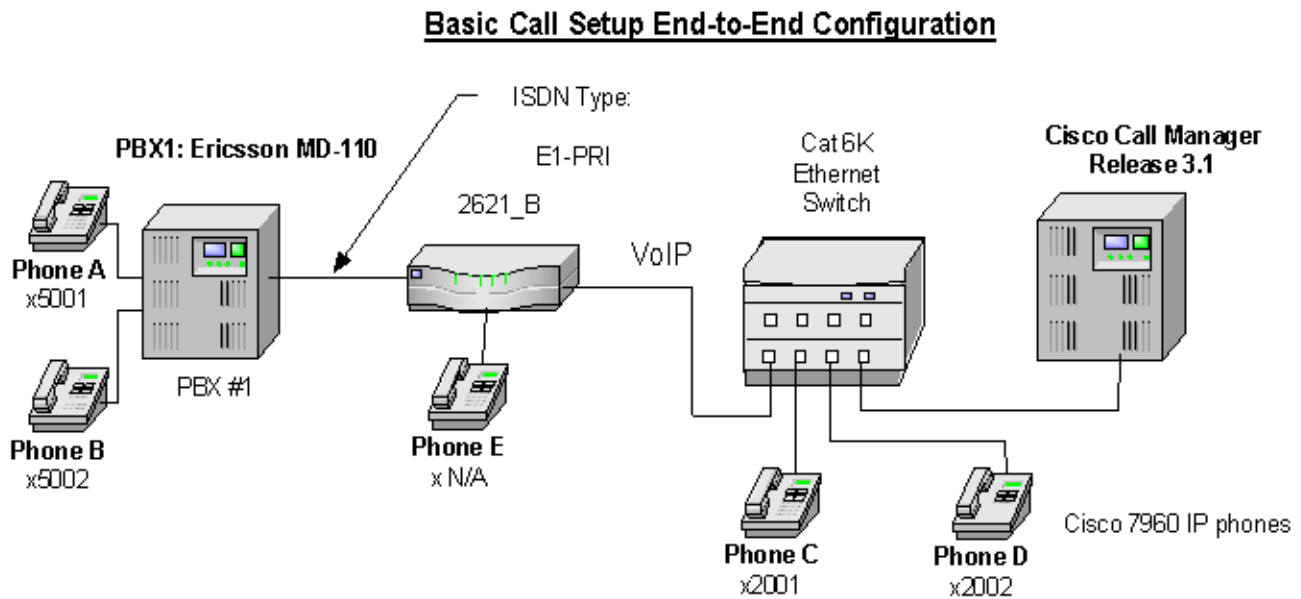 Basic Call Setup End-to-End Configuration
ISDN Type:
E1-PRI
PBX1: Ericsson MD-110
2621_B
Cat 6K
Ethernet
Switch
Cisco Call Manager
Release 3.1
VoIP
Phone A
x5001
PBX #1
Phone B
x5002
Phone E
x N/A
Phone C
x2001
Phone D
x2002
Cisco 7960 IP phones